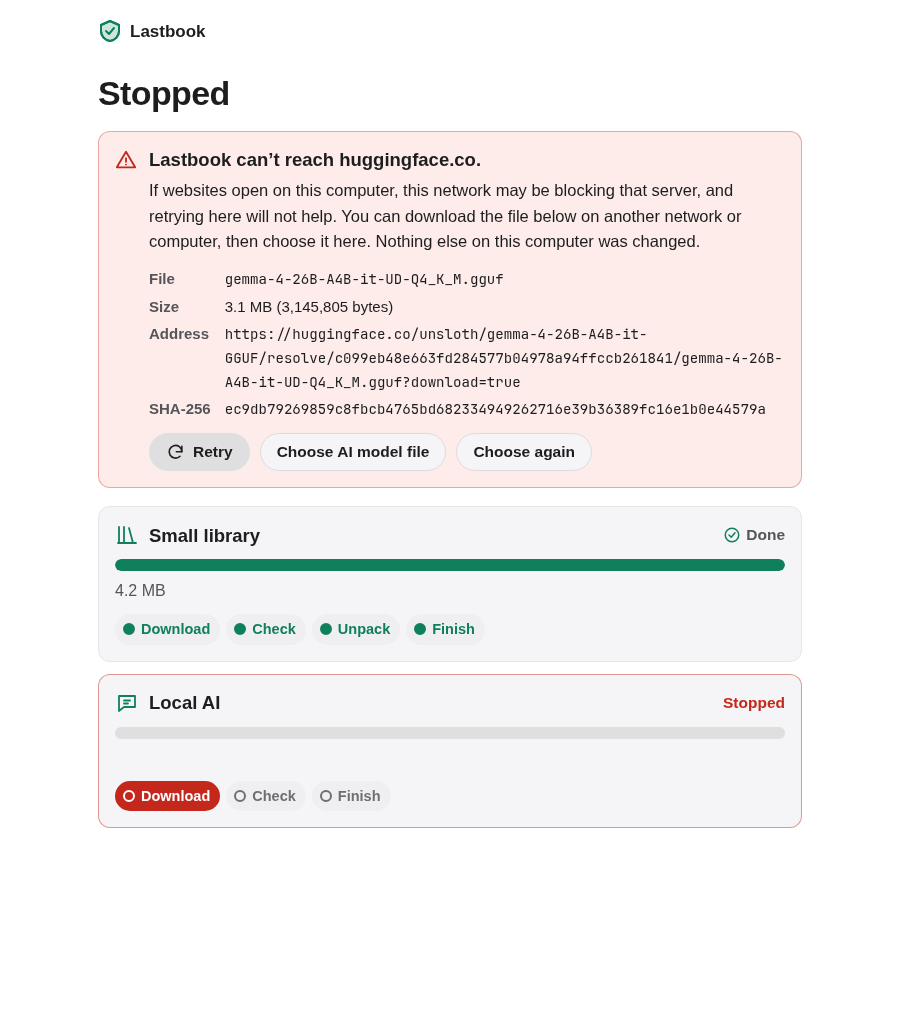 Lastbook
Stopped
Lastbook can’t reach huggingface.co.
If websites open on this computer, this network may be blocking that server, and
retrying here will not help. You can download the file below on another network or
computer, then choose it here. Nothing else on this computer was changed.
File gemma-4-26B-A4B-it-UD-Q4_K_M.gguf
Size 3.1 MB (3,145,805 bytes)
Address https://huggingface.co/unsloth/gemma-4-26B-A4B-it-
GGUF/resolve/c099eb48e663fd284577b04978a94ffccb261841/gemma-4-26B-
A4B-it-UD-Q4_K_M.gguf?download=true
SHA-256 ec9db79269859c8fbcb4765bd682334949262716e39b36389fc16e1b0e44579a
Retry Choose AI model file Choose again
Small library Done
4.2 MB
Download Check Unpack Finish
Local AI Stopped
Download Check Finish